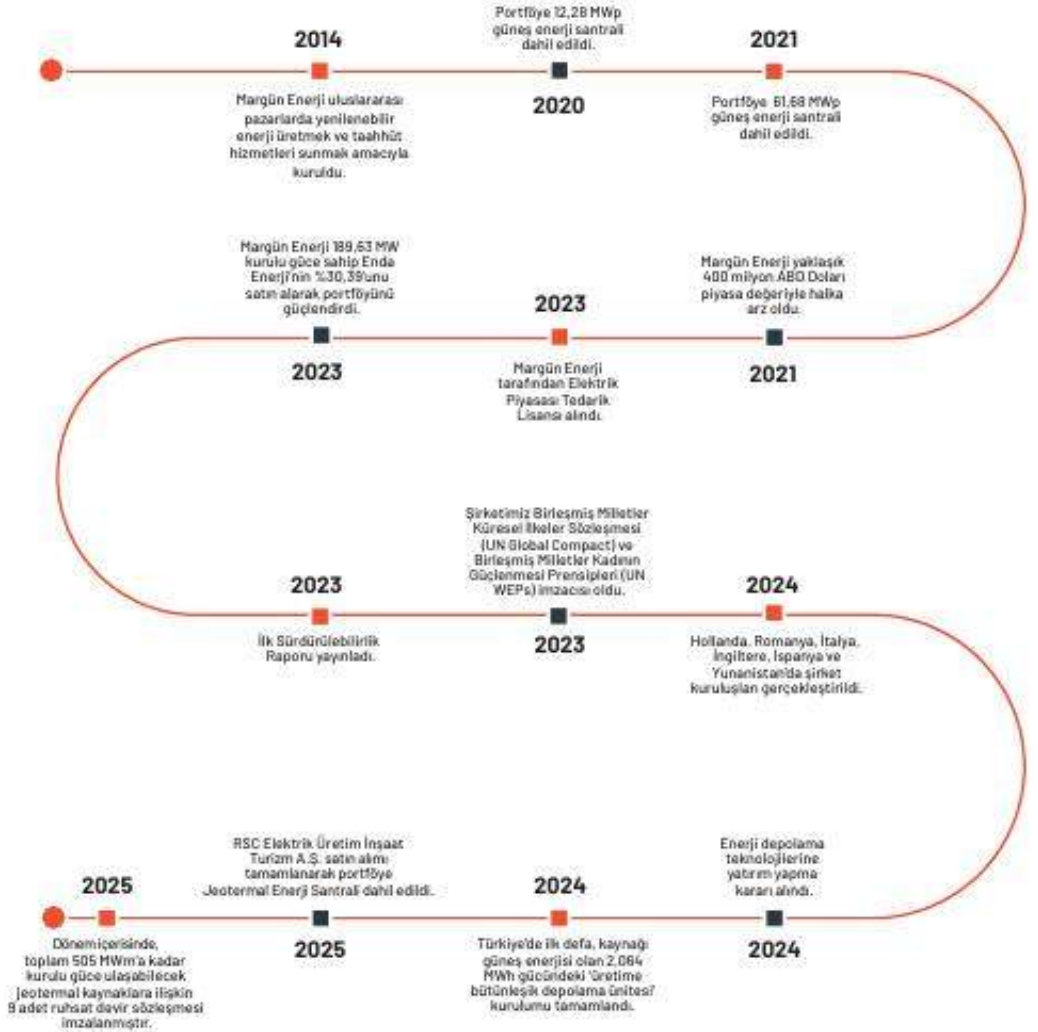 2014
Margün Enerji uluslararası
pazarlarda yenilenebilir
enerji üretmek ve taahhüt
hizmetleri sunmak amacıyla
kuruldu.
Portföye 12,28 MWp
güneş enerji santrali
dahil edildi.
2020
2021
Portföye 61,68 MWp
güneş enerji santrali
dahil edildi.
Margün Enerji yaklaşık
400 milyon ABD Doları
piyasa değeriyle halka
arz oldu.
2021
2023
Margün Enerji
tarafından Elektrik
Piyasası Tedarik
Lisansı alındı.
Margün Enerji 189,63 MW
kurulu güce sahip Enda
Enerji'nin %30,39'unu
satın alarak portföyünü
güçlendirdi.
2023
2023
İlk Sürdürülebilirlik
Raporu yayınladı.
Şirketimiz Birleşmiş Milletler
Küresel İlkeler Sözleşmesi
(UN Global Compact) ve
Birleşmiş Milletler Kadının
Güçlenmesi Prensipleri (UN
WEPs) imzacısı oldu.
2023
2024
Hollanda, Romanya, İtalya,
İngiltere, İspanya ve
Yunanistan'da şirket
kuruluşları gerçekleştirildi.
Enerji depolama
teknolojilerine
yatırım yapma
kararı alındı.
2024
2024
Türkiye'de ilk defa, kaynağı
güneş enerjisi olan 2,064
MWh gücündeki 'üretime
bütünleşik depolama ünitesi'
kurulumu tamamlandı.
RSC Elektrik Üretim İnşaat
Turizm A.Ş. satın alımı
tamamlanarak portföye
Jeotermal Enerji Santrali dahil edildi.
2025
2025
Dönem içerisinde,
toplam 505 MWm'a kadar
kurulu güce ulaşabilecek
jeotermal kaynaklara ilişkin
9 adet ruhsat devir sözleşmesi
imzalanmıştır.